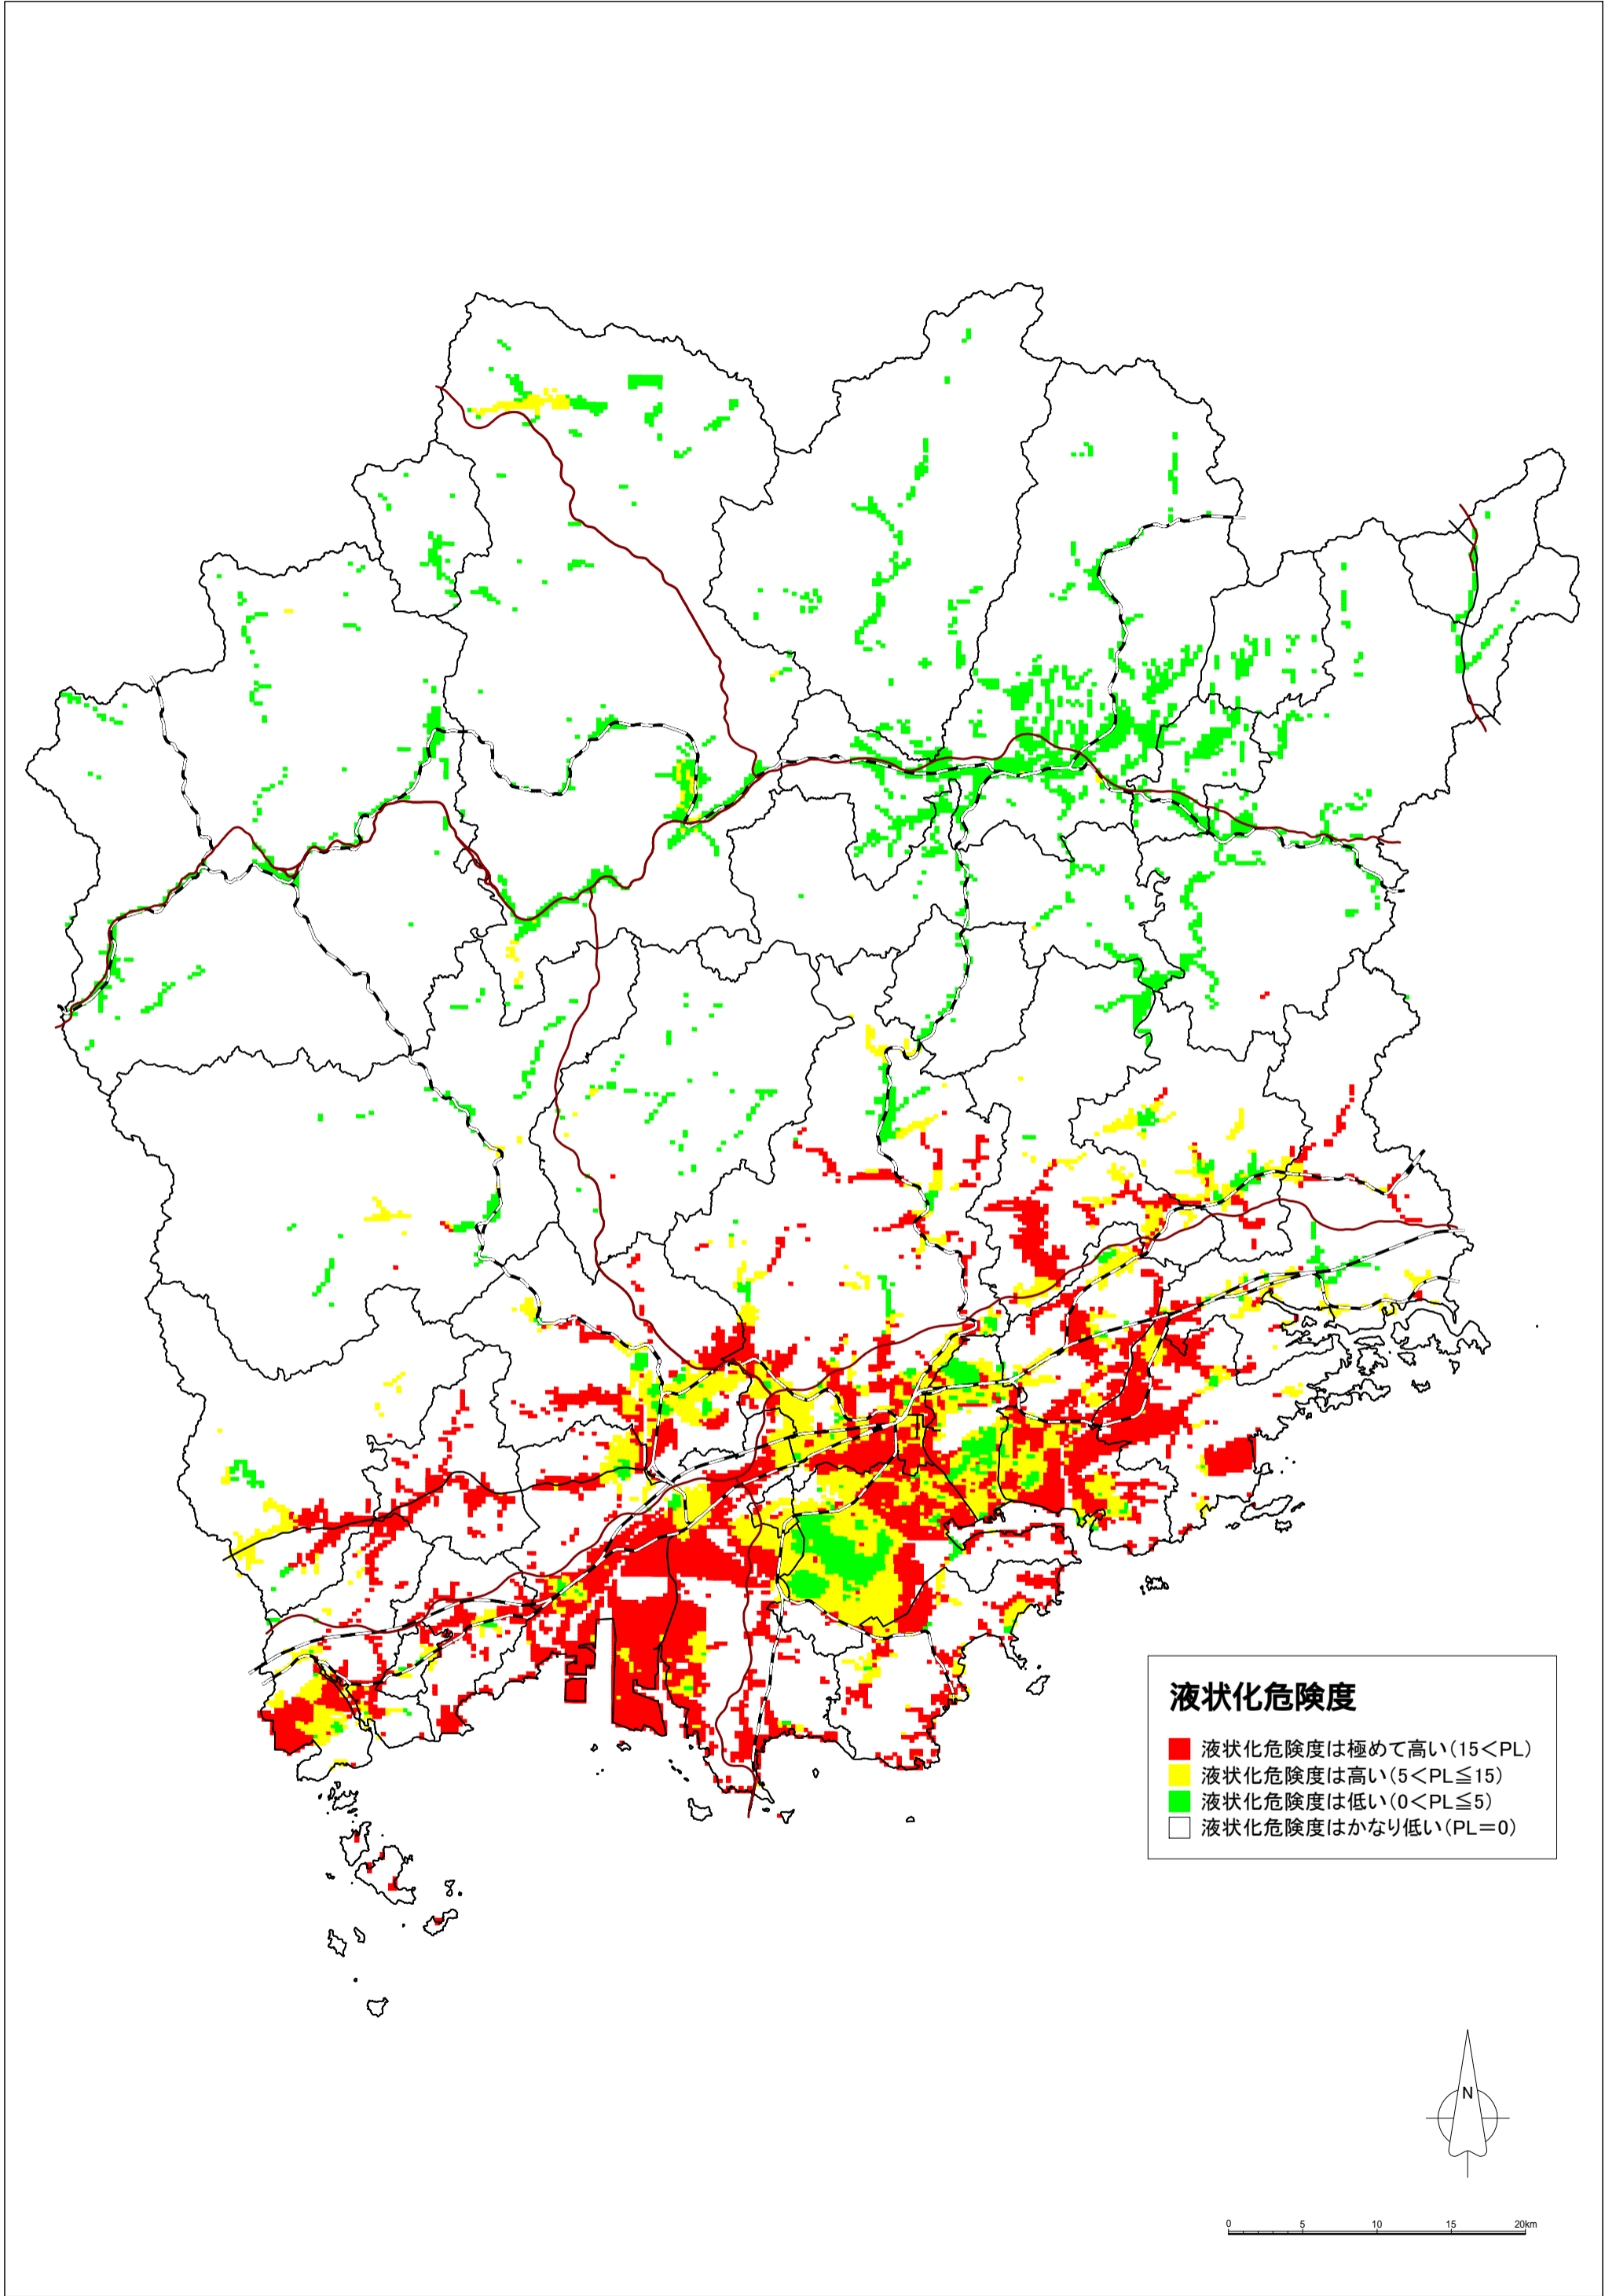 液状化危険度
液状化危険度は極めて高い(15<PL)
液状化危険度は高い(5<PL≦15)
液状化危険度は低い(0<PL≦5)
液状化危険度はかなり低い(PL=0)
N
0 5 10 15 20km